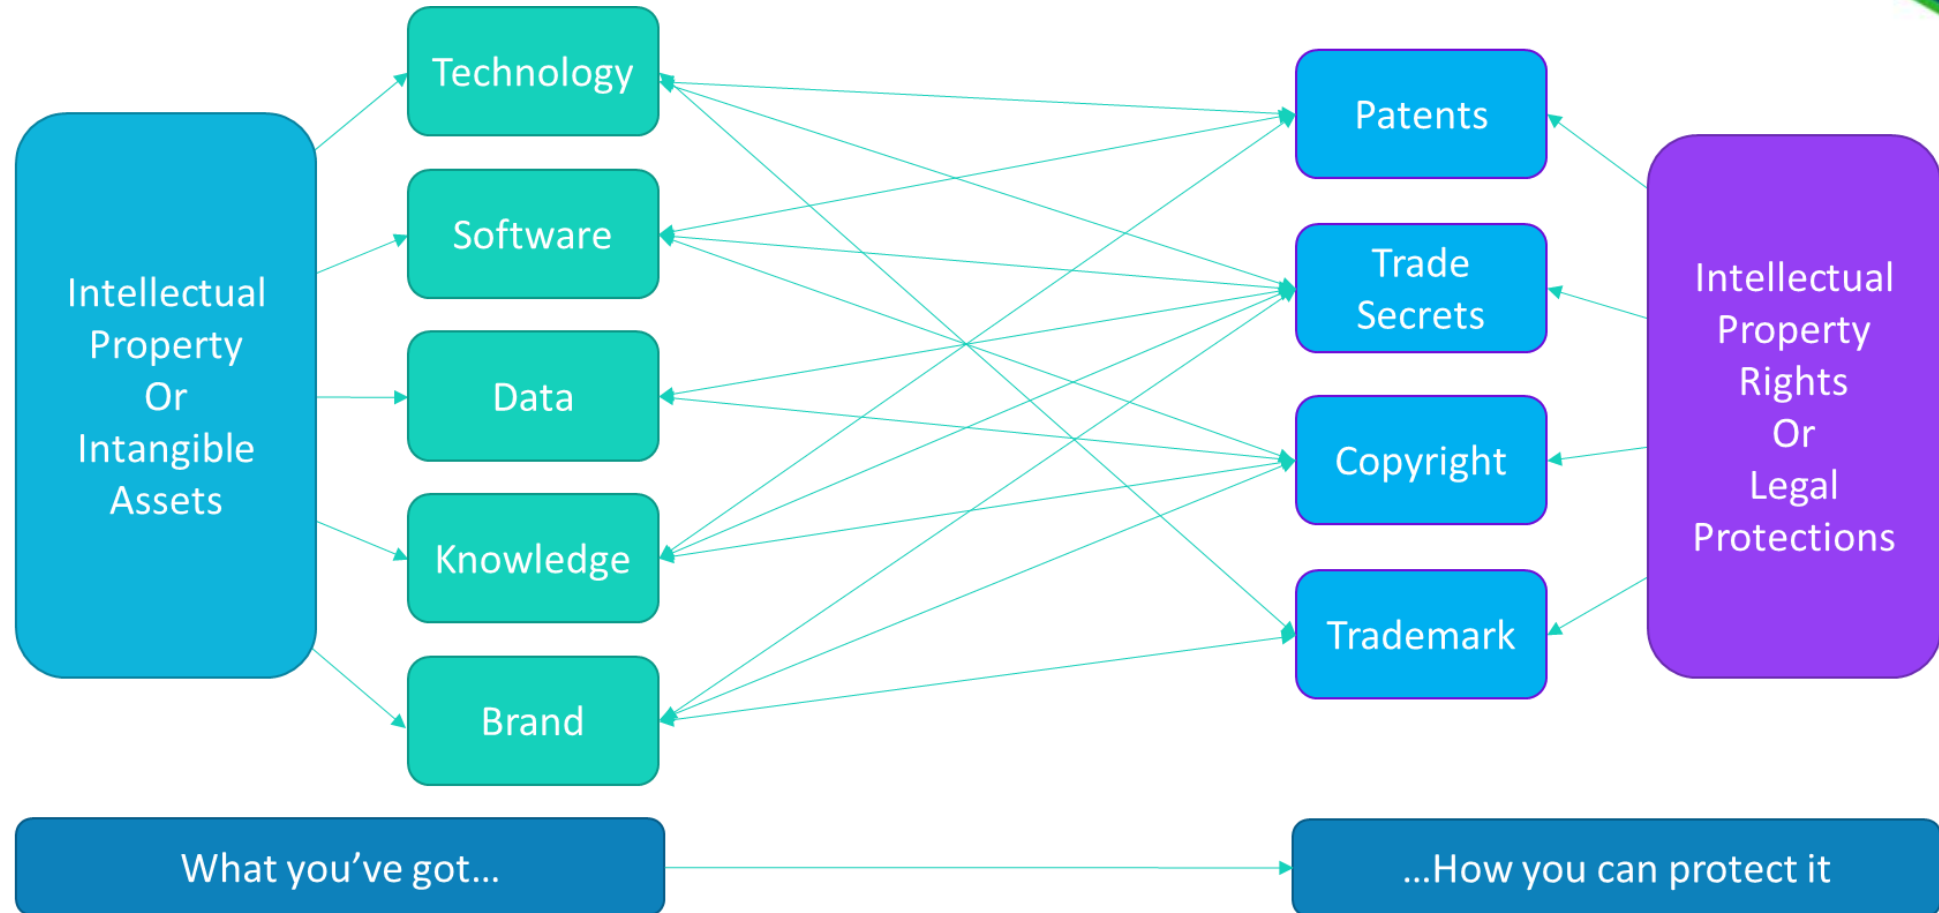 Intellectual
Property
Or
Intangible
Assets
Technology
Software
Data
Knowledge
Brand
Patents
Trade
Secrets
Copyright
Trademark
Intellectual
Property
Rights
Or
Legal
Protections
What you’ve got...
...How you can protect it